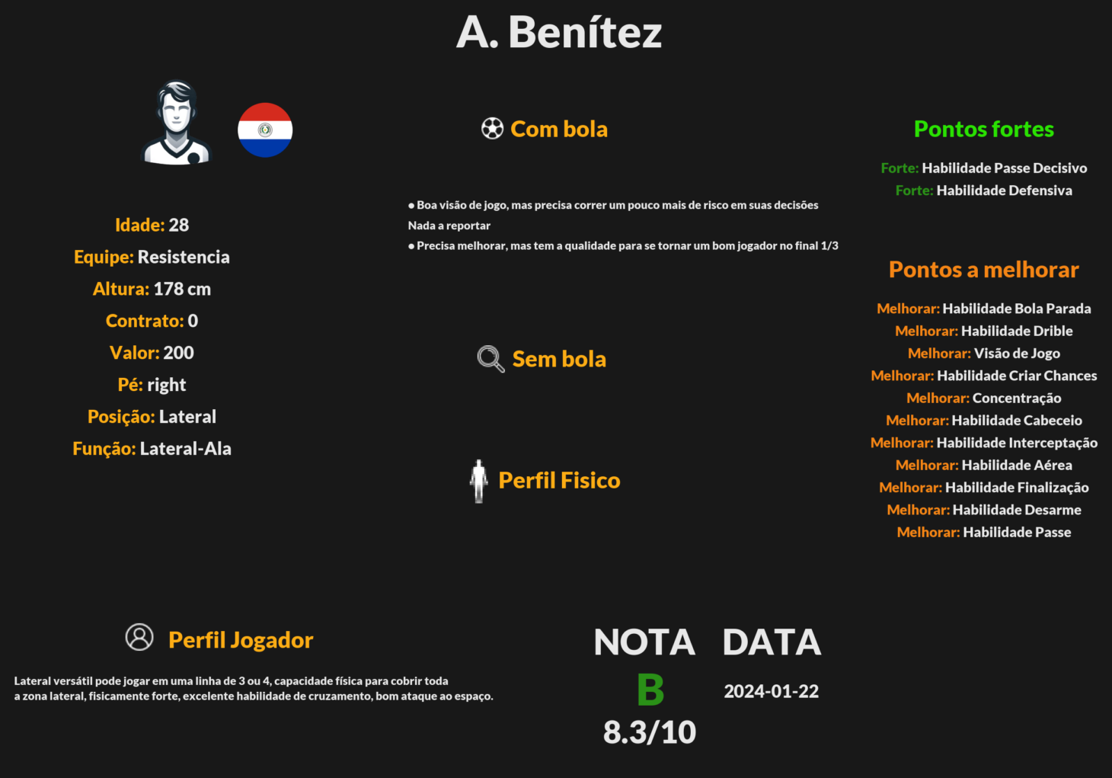 A. Benítez
Idade: 28
Equipe: Resistencia
Altura: 178 cm
Contrato: 0
Valor: 200
Pé: right
Posição: Lateral
Função: Lateral-Ala
Com bola
● Boa visão de jogo, mas precisa correr um pouco mais de risco em suas decisões
Nada a reportar
● Precisa melhorar, mas tem a qualidade para se tornar um bom jogador no final 1/3
Sem bola
Perfil Fisico
Pontos fortes
Forte: Habilidade Passe Decisivo
Forte: Habilidade Defensiva
Pontos a melhorar
Melhorar: Habilidade Bola Parada
Melhorar: Habilidade Drible
Melhorar: Visão de Jogo
Melhorar: Habilidade Criar Chances
Melhorar: Concentração
Melhorar: Habilidade Cabeceio
Melhorar: Habilidade Interceptação
Melhorar: Habilidade Aérea
Melhorar: Habilidade Finalização
Melhorar: Habilidade Desarme
Melhorar: Habilidade Passe
Perfil Jogador
Lateral versátil pode jogar em uma linha de 3 ou 4, capacidade física para cobrir toda
a zona lateral, fisicamente forte, excelente habilidade de cruzamento, bom ataque ao espaço.
NOTA
B
8.3/10
DATA
2024-01-22